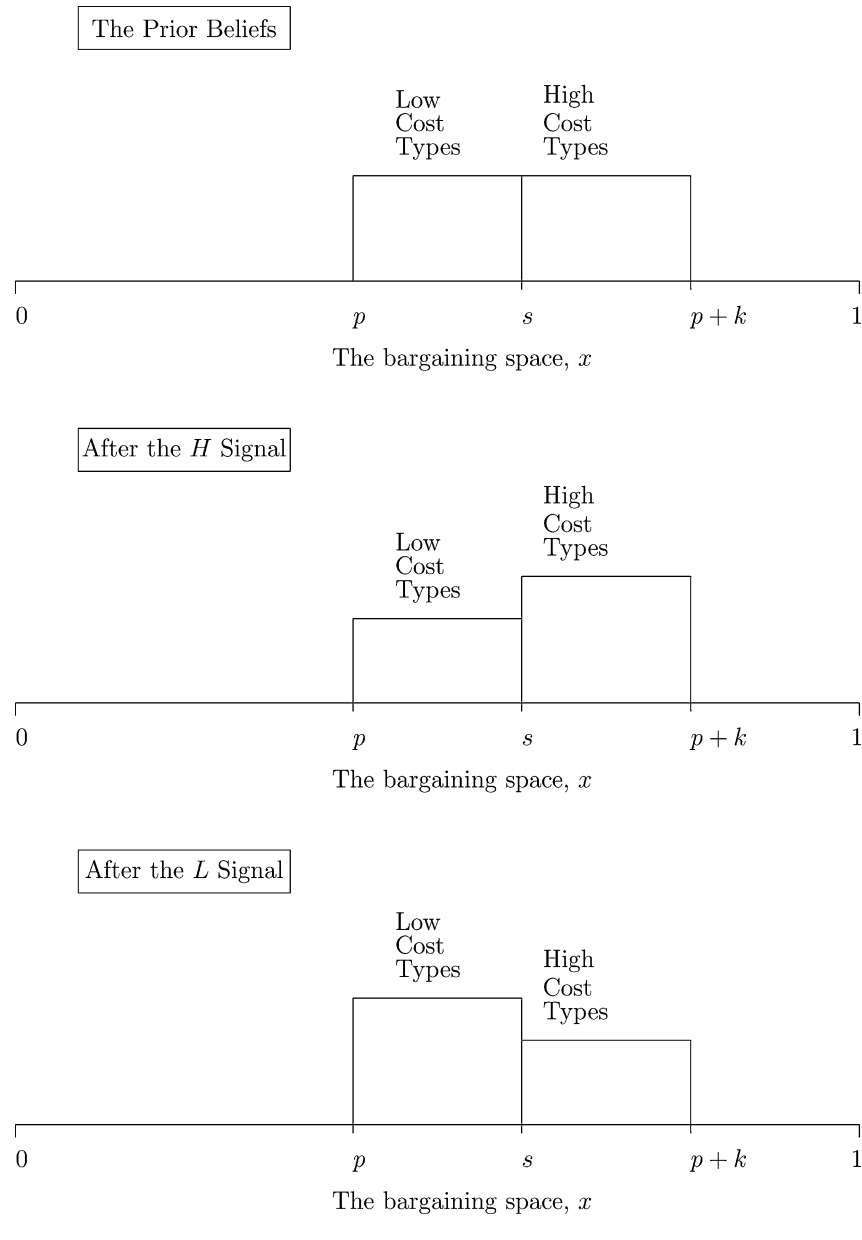 The Prior Beliefs
Low
Cost
Types
High
Cost
Types
0
p
s
p + k
1
The bargaining space, x
After the H Signal
Low
Cost
Types
High
Cost
Types
0
p
s
p + k
1
The bargaining space, x
After the L Signal
Low
Cost
Types
High
Cost
Types
0
p
s
p + k
1
The bargaining space, x